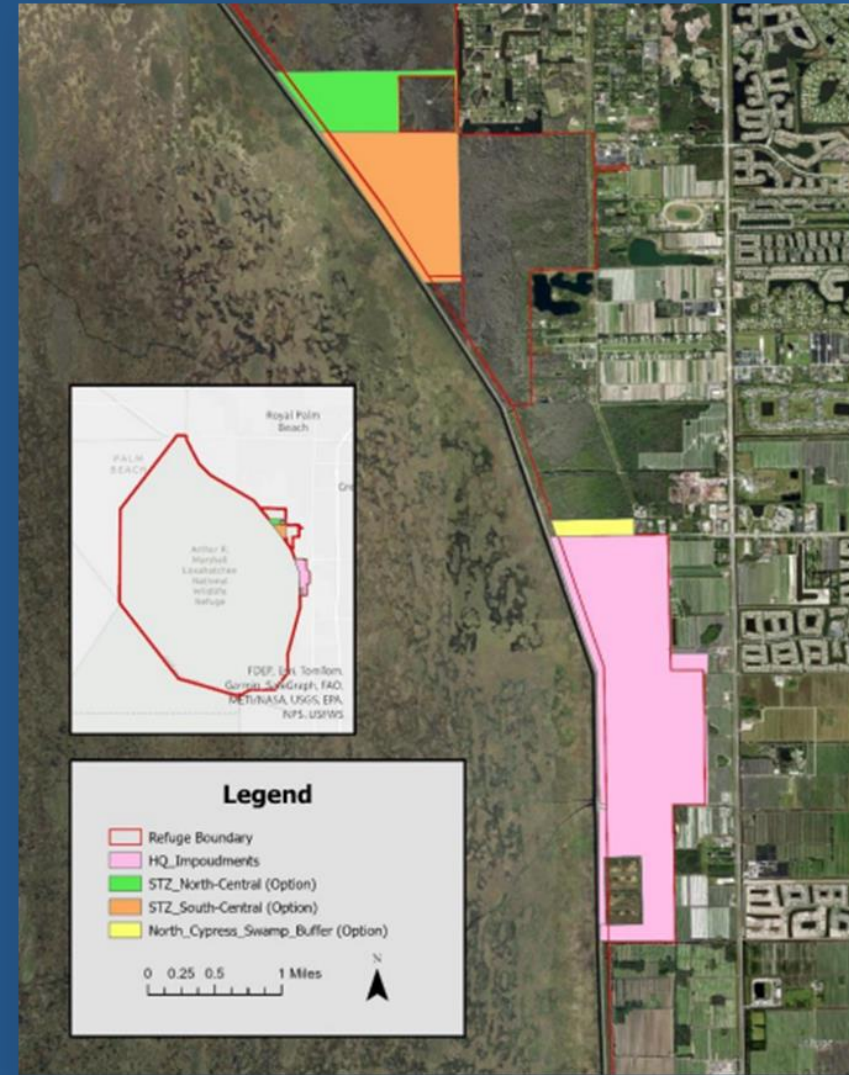 Royal Palm
Beach
PALM
BEACH
Gre
Arthur R.
Marshall
Loxahatchee
National
Wildlife
Refuge
FDEP, Esri, TomTom,
Garmin, SafeGraph, FAO,
METI/NASA, USGS, EPA,
NPS, USFWS
Legend
Refuge Boundary
HQ_Impoudments
STZ_North-Central (Option)
STZ_South-Central (Option)
North_Cypress_Swamp_Buffer (Option)
N
0 0.25 0.5 1 Miles